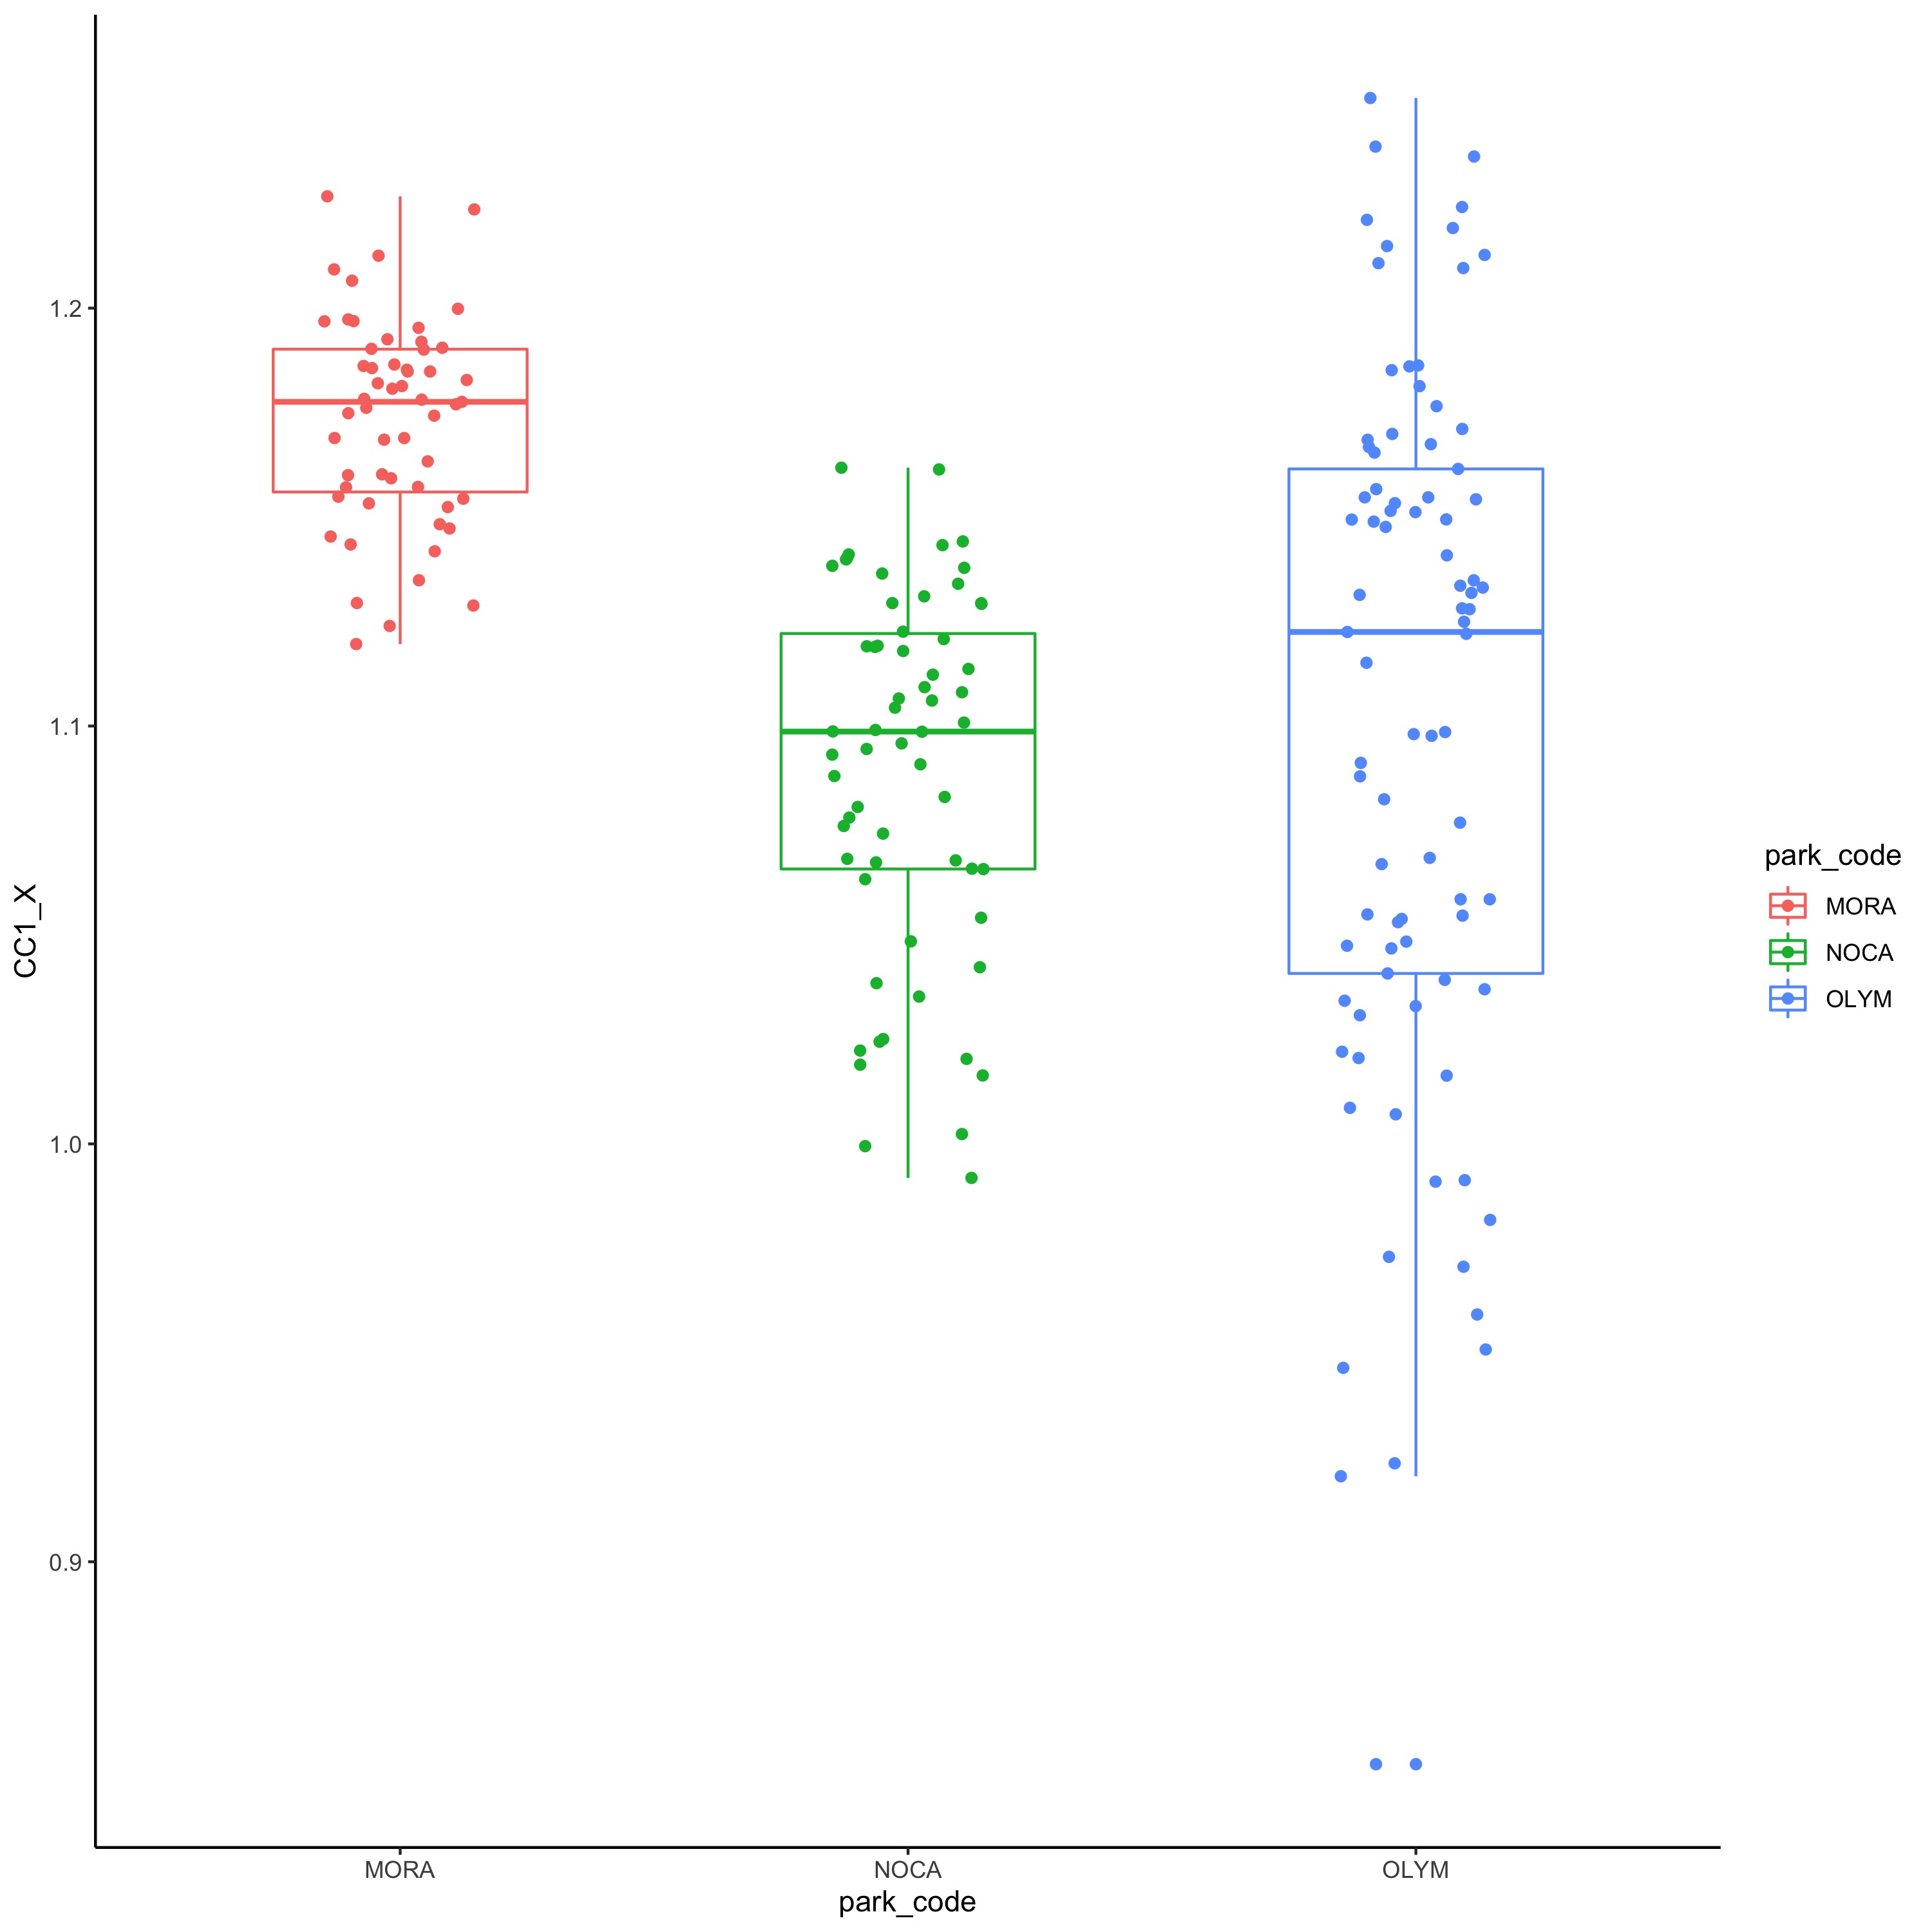 CC1_X
1.2
1.1
1.0
0.9
MORA
NOCA
OLYM
park_code
park_code
MORA
NOCA
OLYM